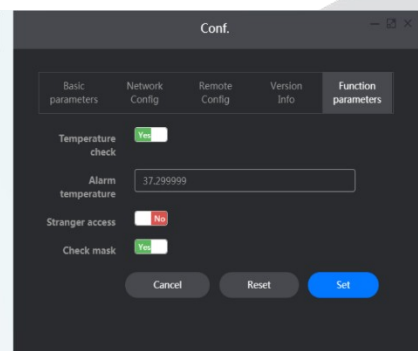 Conf.
Basic Network Remote Version Function
parameters Config Config Info parameters
Temperature Yes
check
Alarm 37.299999
temperature
Stranger access No
Check mask Yes
Cancel Reset Set